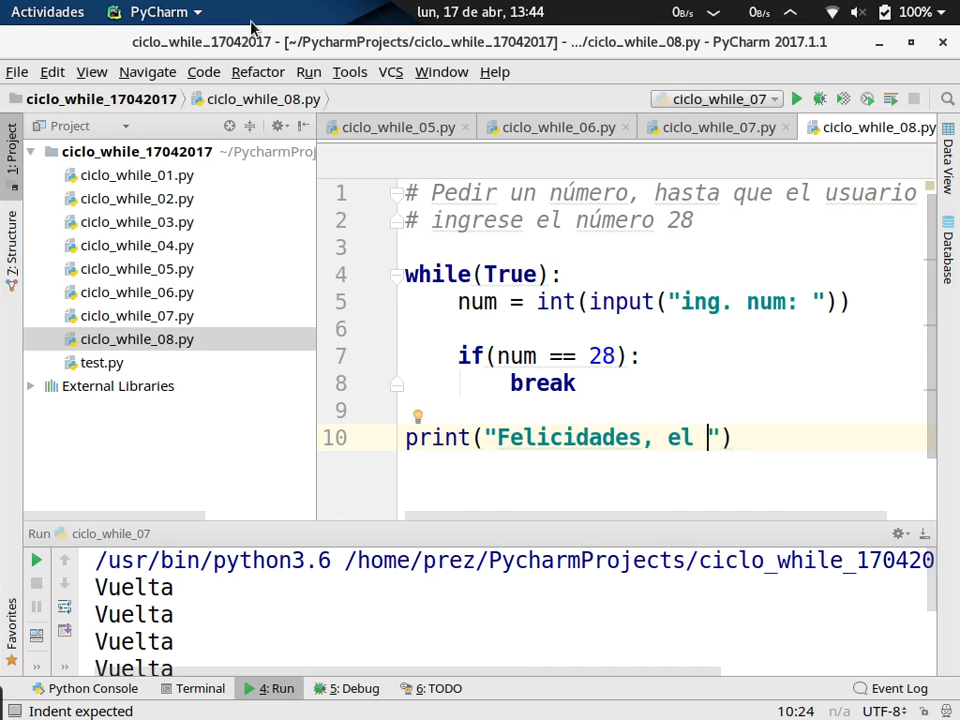 Actividades PyCharm lun, 17 de abr, 13:44 0B/s 0B/s 100%
ciclo_while_17042017 - [~/PycharmProjects/ciclo_while_17042017] - .../ciclo_while_08.py - PyCharm 2017.1.1
File Edit View Navigate Code Refactor Run Tools VCS Window Help
ciclo_while_17042017 ciclo_while_08.py ciclo_while_07
1: Project
7: Structure
Favorites
Project
ciclo_while_17042017 ~/PycharmProj
ciclo_while_01.py
ciclo_while_02.py
ciclo_while_03.py
ciclo_while_04.py
ciclo_while_05.py
ciclo_while_06.py
ciclo_while_07.py
ciclo_while_08.py
test.py
External Libraries
ciclo_while_05.py ciclo_while_06.py ciclo_while_07.py ciclo_while_08.py
1 # Pedir un número, hasta que el usuario
2 # ingrese el número 28
3
4 while(True):
5 num = int(input("ing. num: "))
6
7 if(num == 28):
8 break
9
10 print("Felicidades, el ")
Data View
Database
Run ciclo_while_07
/usr/bin/python3.6 /home/prez/PycharmProjects/ciclo_while_170420
Vuelta
Vuelta
Vuelta
Vuelta
Python Console Terminal 4: Run 5: Debug 6: TODO Event Log
Indent expected 10:24 n/a UTF-8